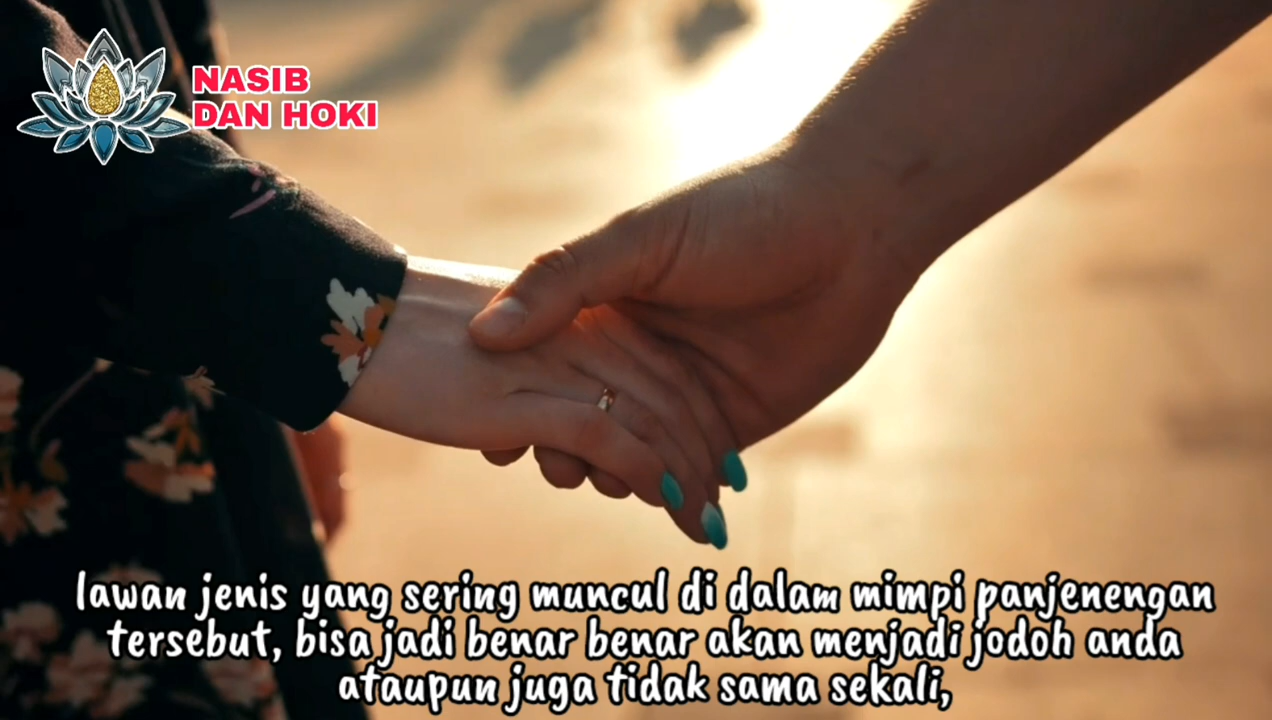 NASIB
DAN HOKI
lawan jenis yang sering muncul di dalam mimpi panjenengan
tersebut, bisa jadi benar benar akan menjadi jodoh anda
ataupun juga tidak sama sekali,